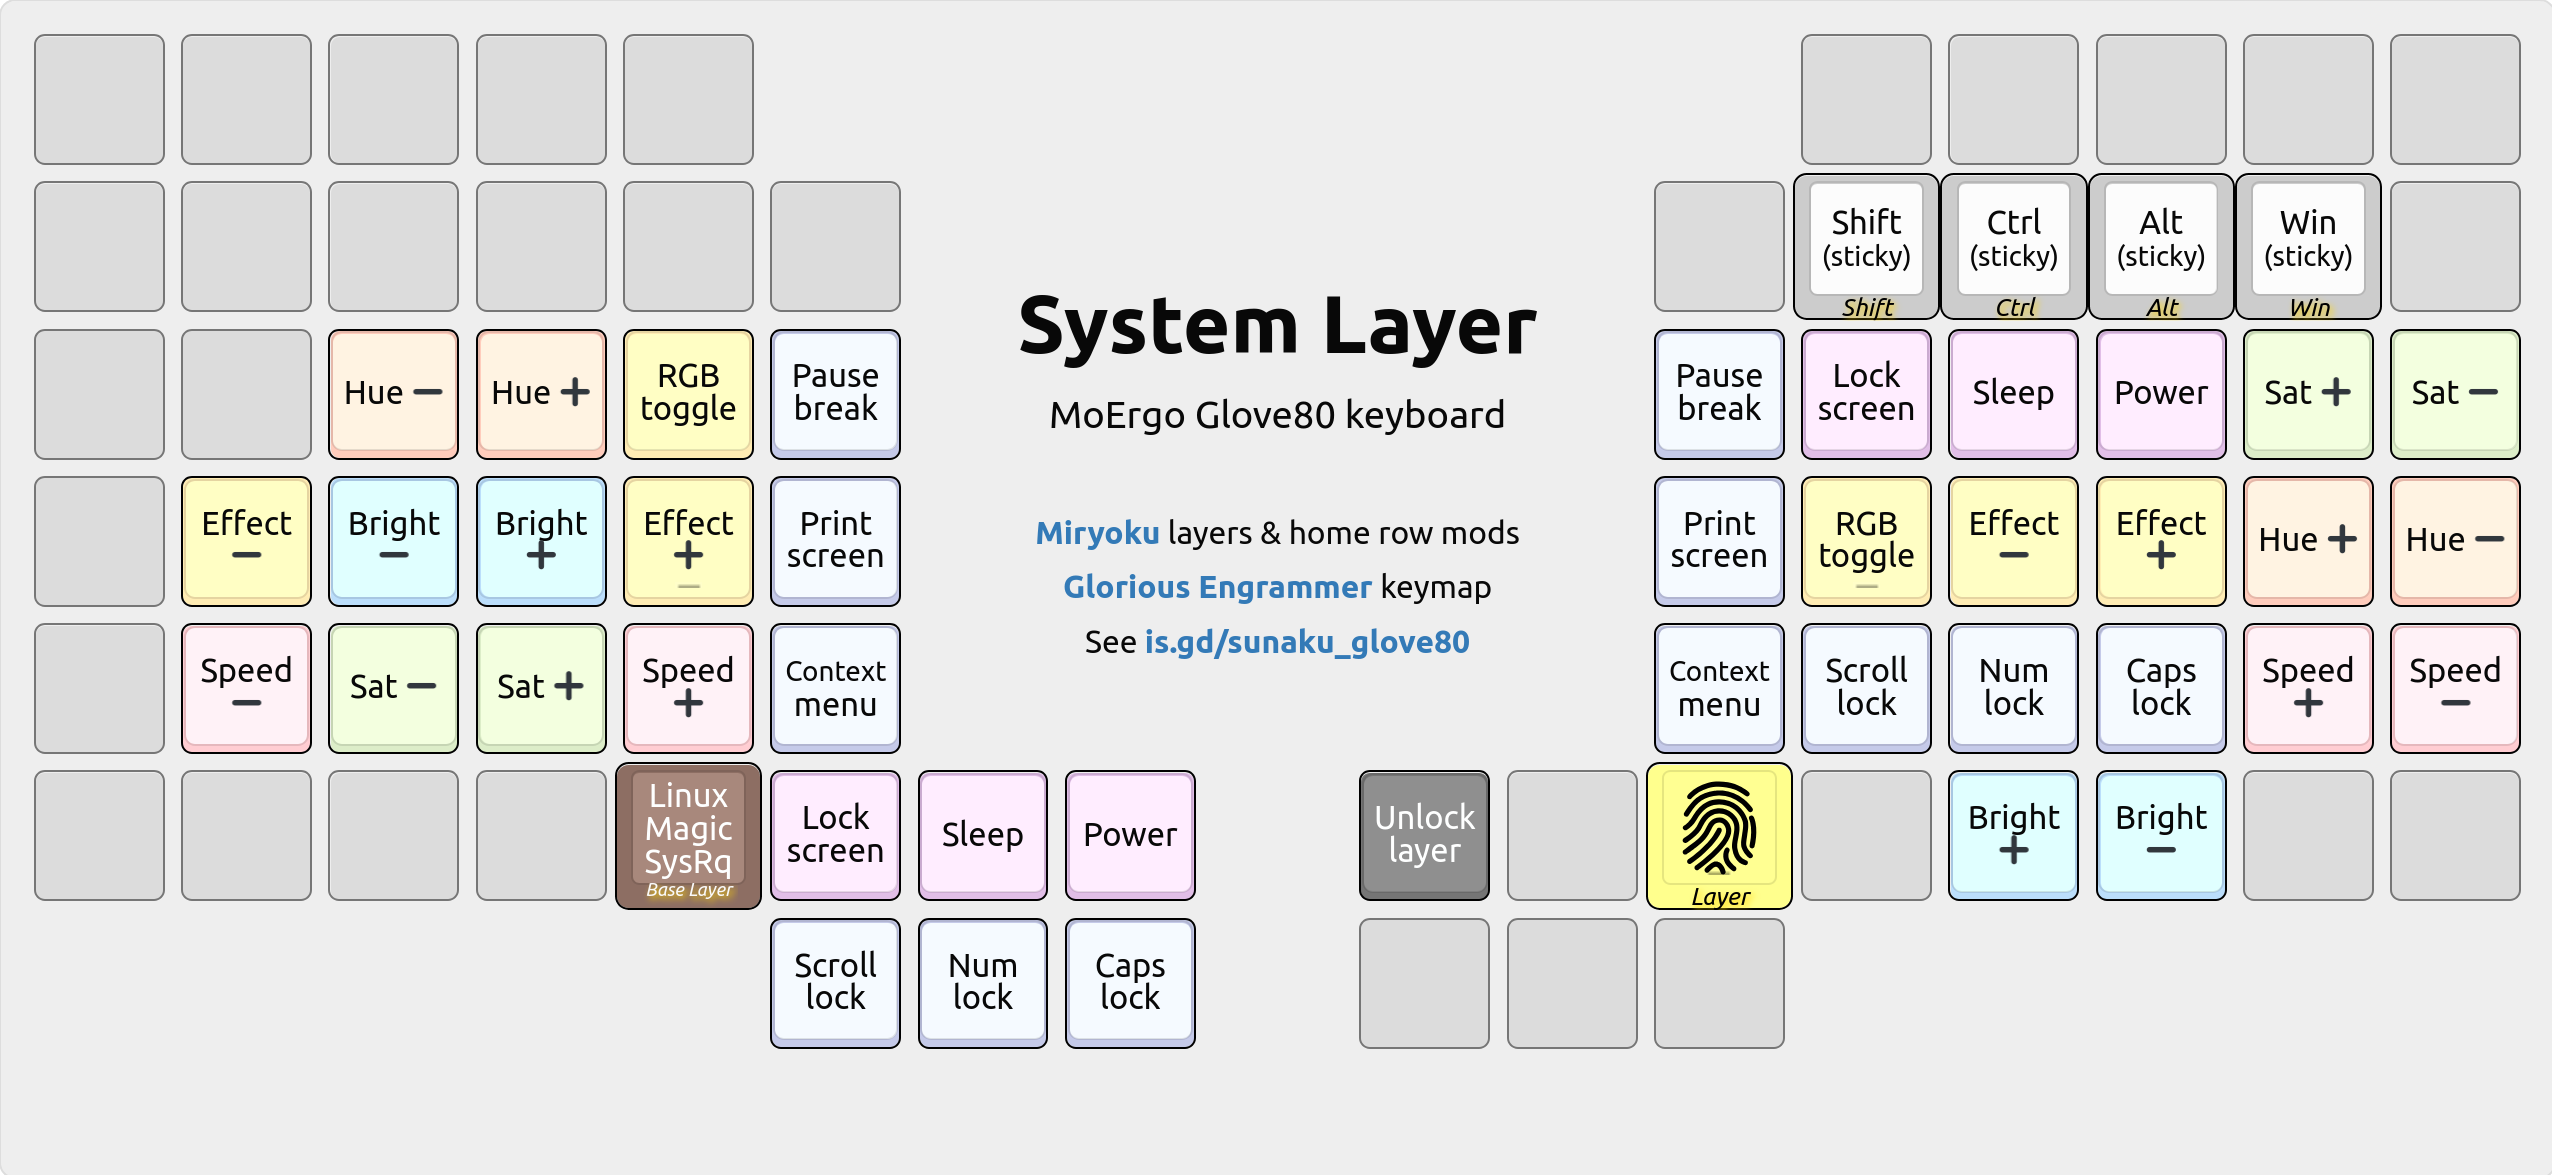 Shift Ctrl Alt Win
(sticky) (sticky) (sticky) (sticky)
Shift Ctrl Alt Win
System Layer
MoErgo Glove80 keyboard
Miryoku layers & home row mods
Glorious Engrammer keymap
See is.gd/sunaku_glove80
Hue −
Hue +
RGB
toggle
Pause
break
Pause
break
Lock
screen
Sleep
Power
Sat +
Sat −
Effect
−
Bright
−
Bright
+
Effect
+
Print
screen
Print
screen
RGB
toggle
Effect
−
Effect
+
Hue +
Hue −
Speed
−
Sat −
Sat +
Speed
+
Context
menu
Context
menu
Scroll
lock
Num
lock
Caps
lock
Speed
+
Speed
−
Linux
Magic
SysRq
Base Layer
Lock
screen
Sleep
Power
Unlock
layer
Layer
Bright
+
Bright
−
Scroll
lock
Num
lock
Caps
lock